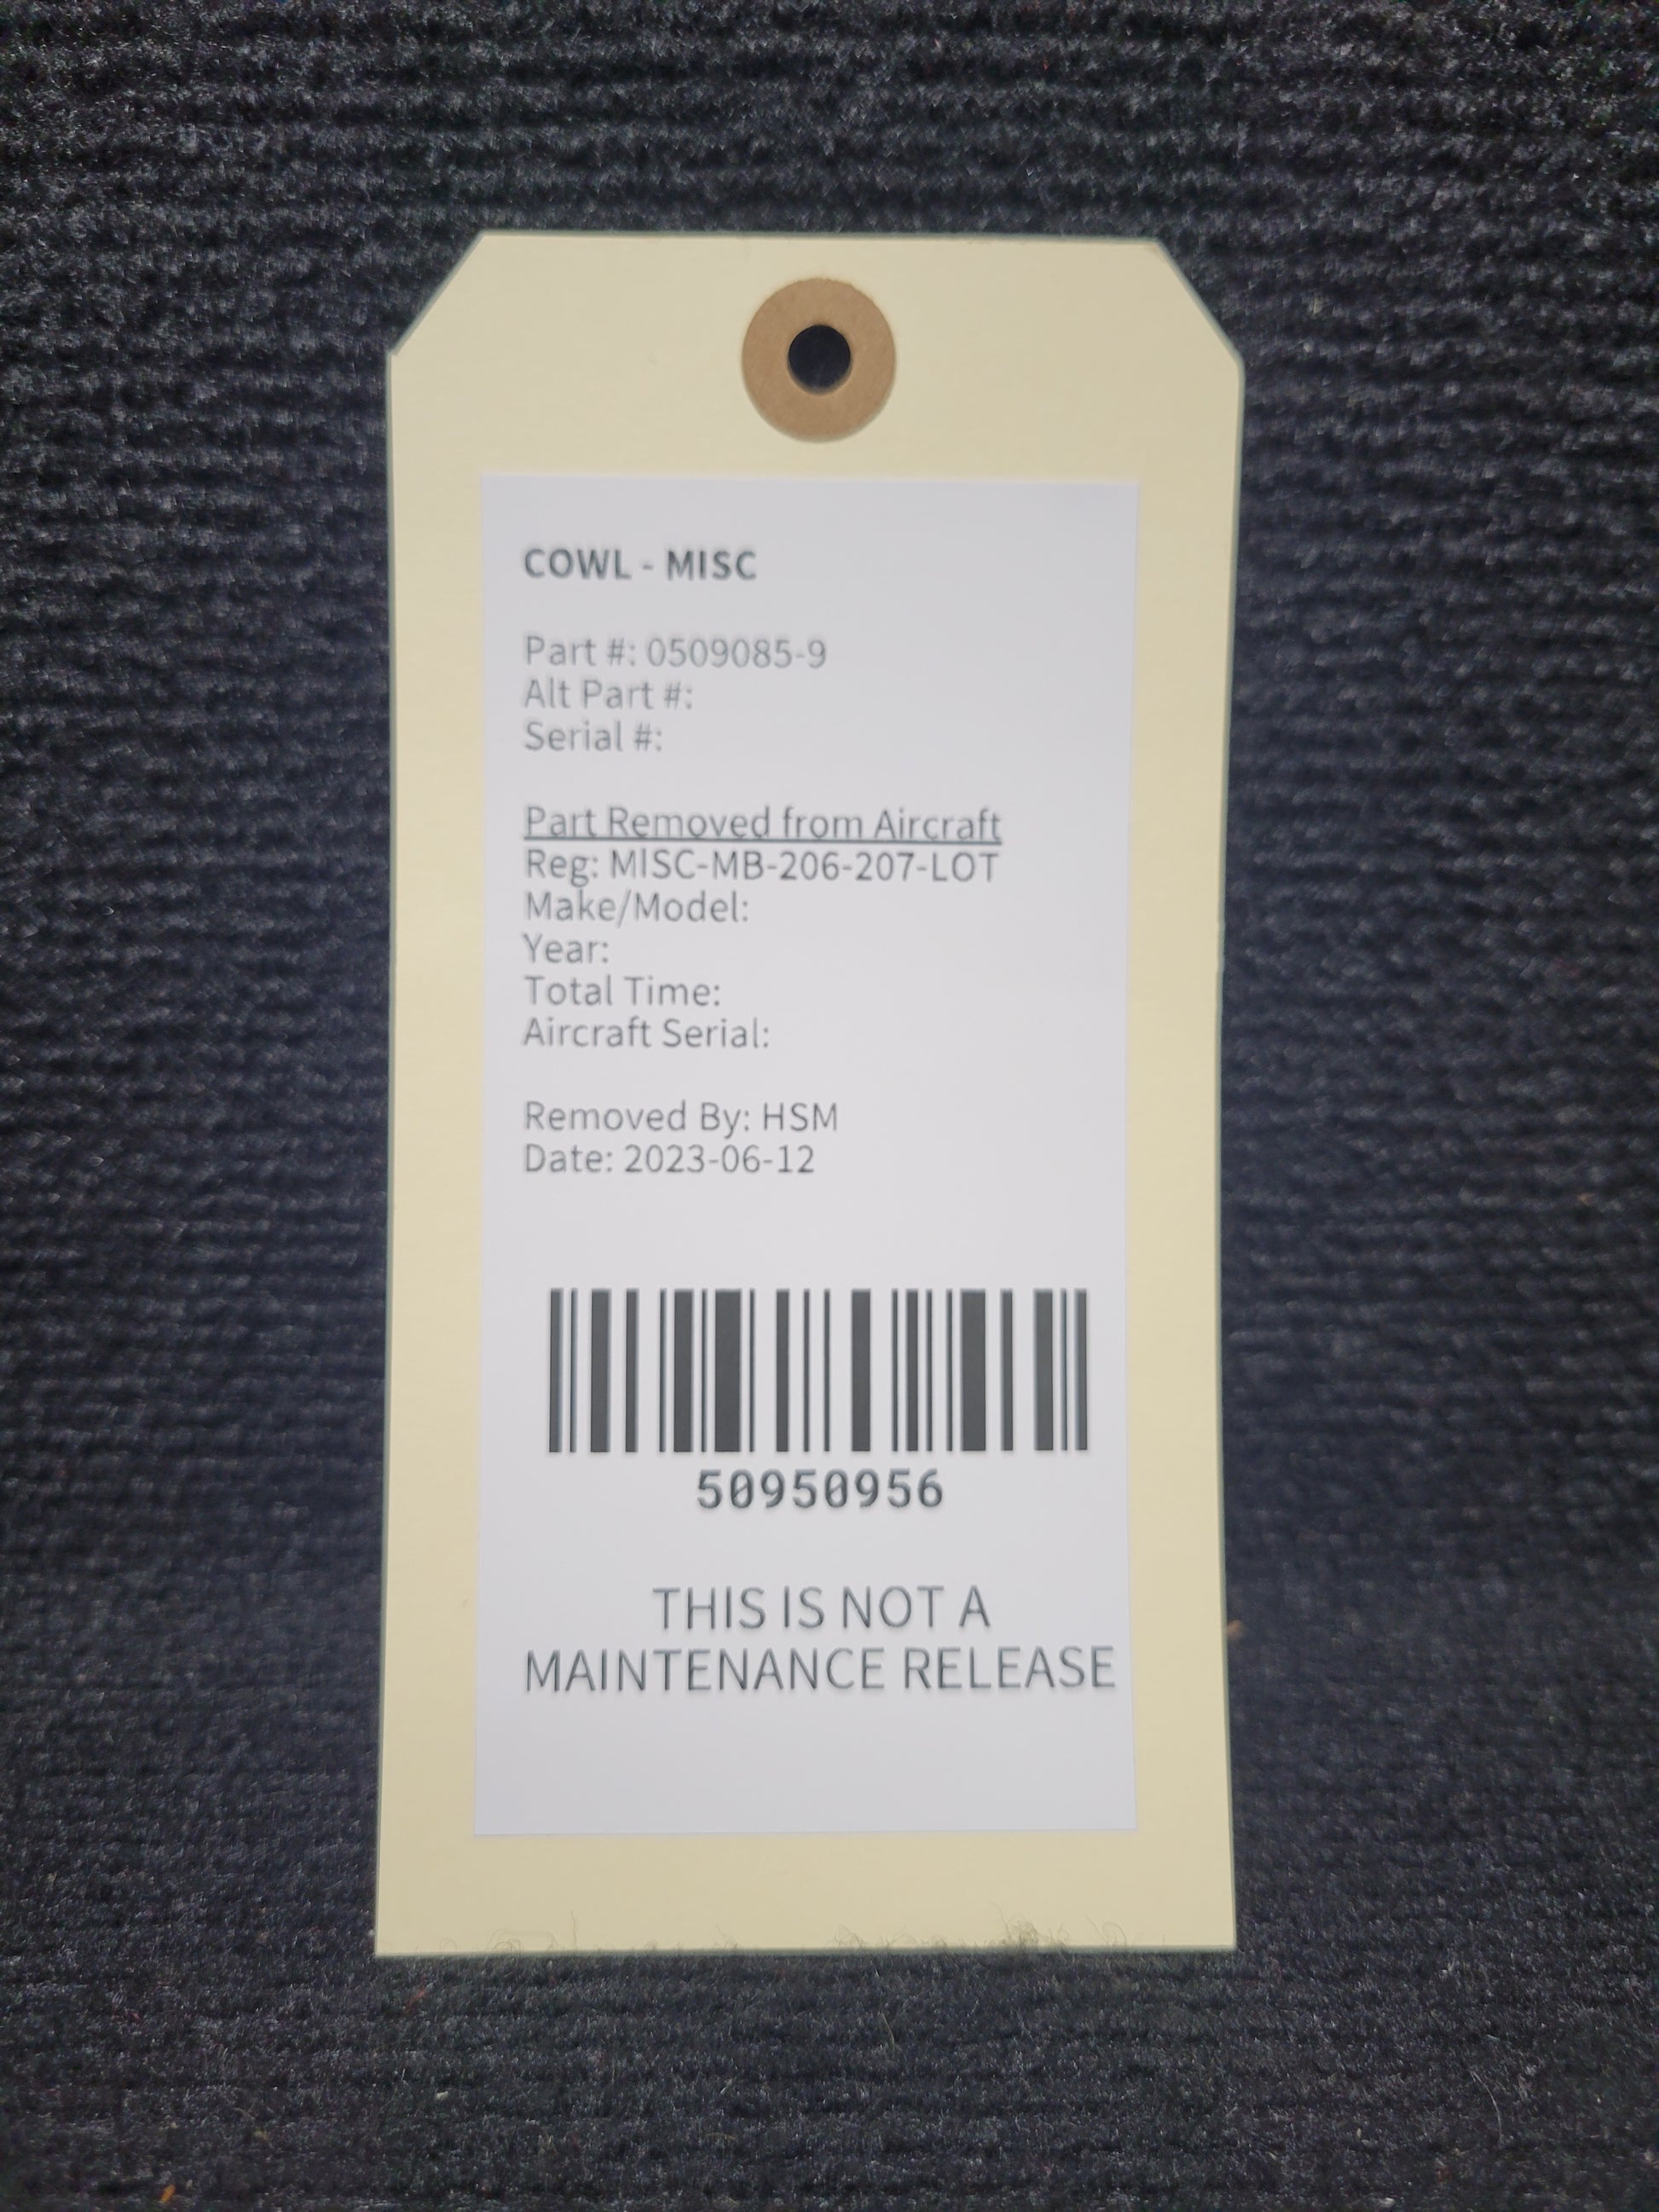 COWL - MISC
Part #: 0509085-9
Alt Part #:
Serial #:
Part Removed from Aircraft
Reg: MISC-MB-206-207-LOT
Make/Model:
Year:
Total Time:
Aircraft Serial:
Removed By: HSM
Date: 2023-06-12
50950956
THIS IS NOT A
MAINTENANCE RELEASE